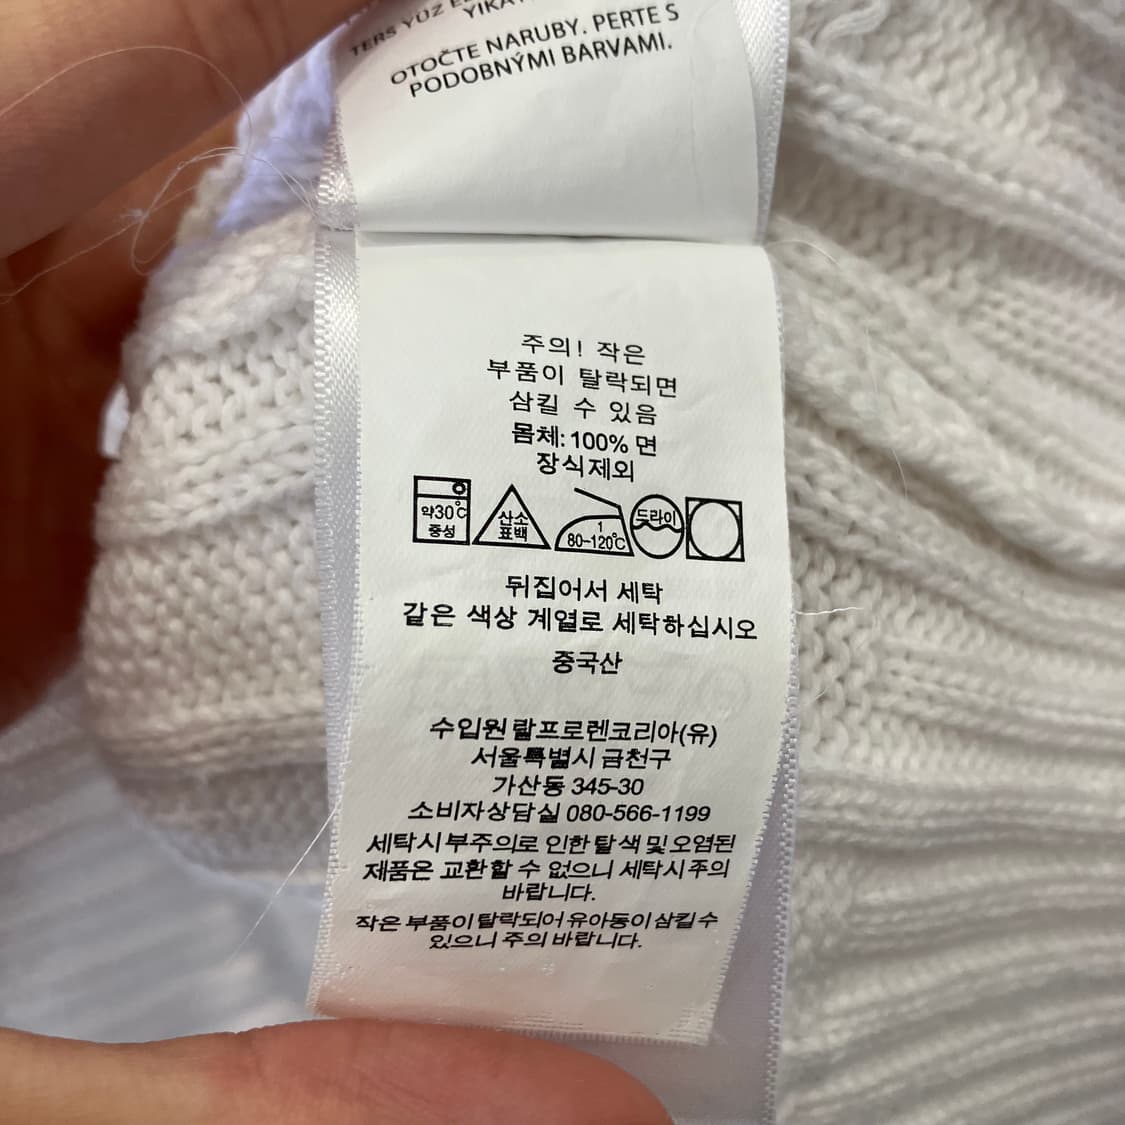 TERS YÜZ
YIKA
OTOČTE NARUBY. PERTE S
PODOBNÝMI BARVAMI.
주의! 작은
부품이 탈락되면
삼킬 수 있음
몸체: 100% 면
장식제외
약30℃
중성
산소
표백
1
80-120℃
드라이
뒤집어서 세탁
같은 색상 계열로 세탁하십시오
중국산
수입원 랄프로렌코리아(유)
서울특별시 금천구
가산동 345-30
소비자상담실 080-566-1199
세탁시 부주의로 인한 탈색 및 오염된
제품은 교환할 수 없으니 세탁시 주의
바랍니다.
작은 부품이 탈락되어 유아동이 삼킬 수
있으니 주의 바랍니다.